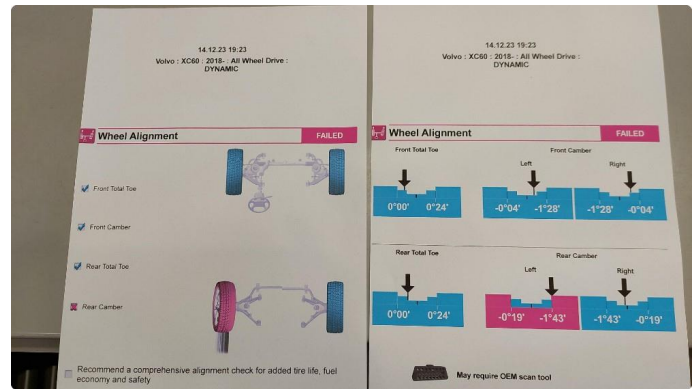 14.12.23 19:23
Volvo : XC60 : 2018- : All Wheel Drive :
DYNAMIC
Wheel Alignment
FAILED
Front Total Toe
Front Camber
Rear Total Toe
Rear Camber
Recommend a comprehensive alignment check for added tire life, fuel
economy and safety
14.12.23 19:23
Volvo : XC60 : 2018- : All Wheel Drive :
DYNAMIC
Wheel Alignment
FAILED
Front Total Toe
Front Camber
Left
Right
0°00' 0°24'
-0°04' -1°28'
-1°28' -0°04'
Rear Total Toe
Rear Camber
Left
Right
0°00' 0°24'
-0°19' -1°43'
-1°43' -0°19'
May require OEM scan tool